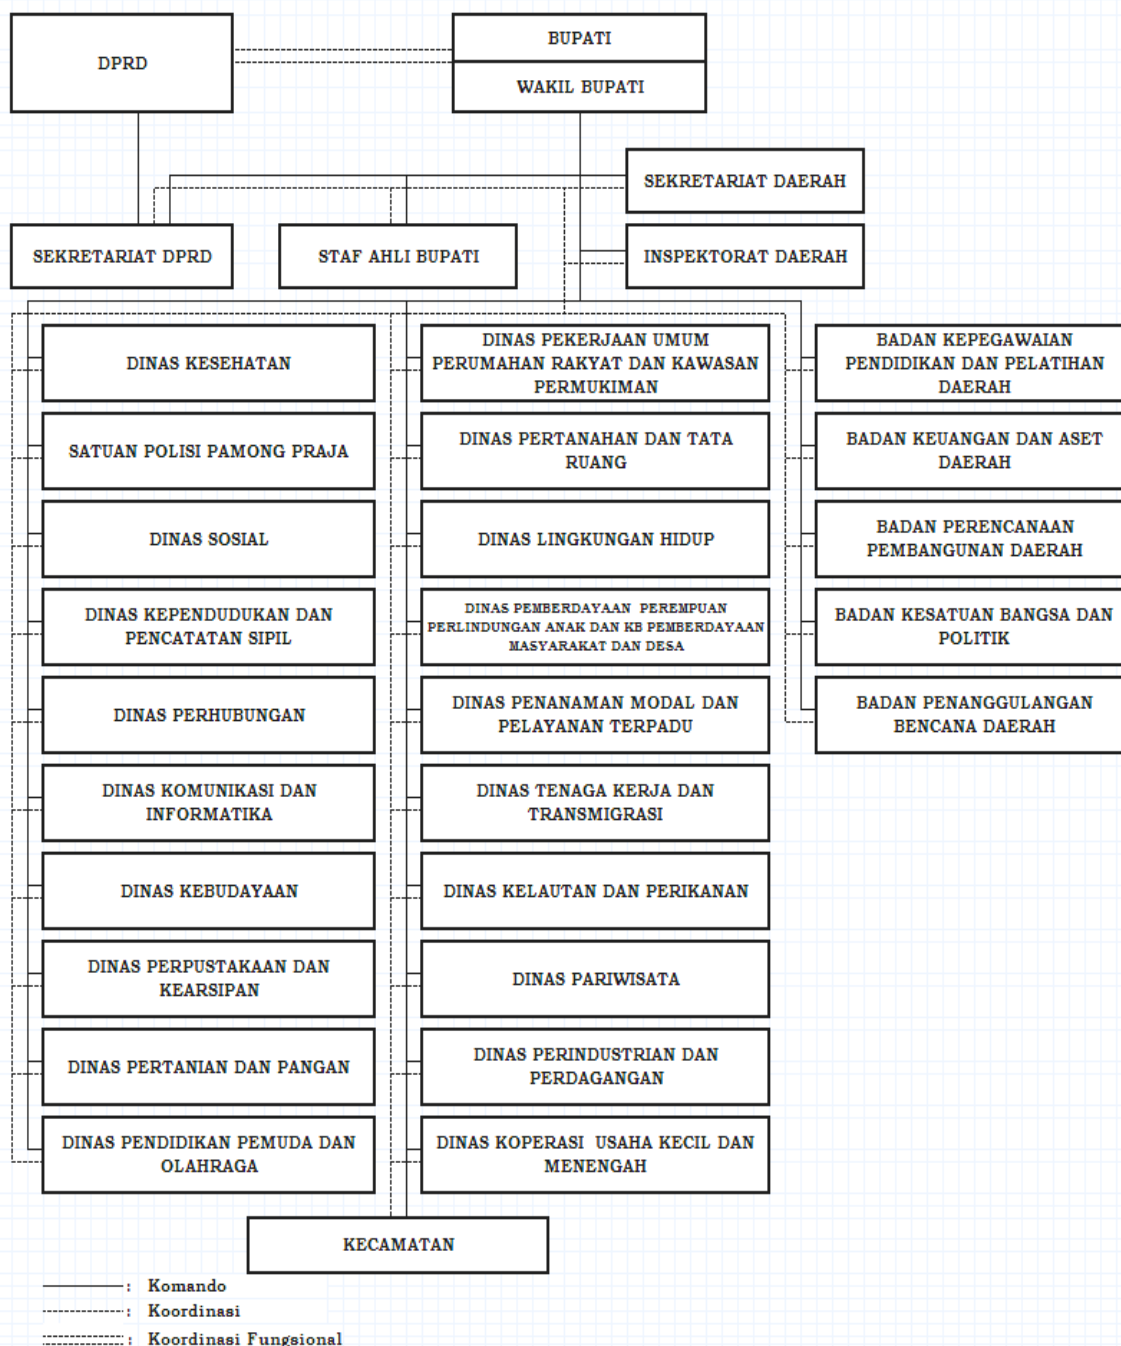 DPRD
BUPATI
WAKIL BUPATI
SEKRETARIAT DAERAH
SEKRETARIAT DPRD
STAF AHLI BUPATI
INSPEKTORAT DAERAH
DINAS KESEHATAN
SATUAN POLISI PAMONG PRAJA
DINAS SOSIAL
DINAS KEPENDUDUKAN DAN
PENCATATAN SIPIL
DINAS PERHUBUNGAN
DINAS KOMUNIKASI DAN
INFORMATIKA
DINAS KEBUDAYAAN
DINAS PERPUSTAKAAN DAN
KEARSIPAN
DINAS PERTANIAN DAN PANGAN
DINAS PENDIDIKAN PEMUDA DAN
OLAHRAGA
DINAS PEKERJAAN UMUM
PERUMAHAN RAKYAT DAN KAWASAN
PERMUKIMAN
DINAS PERTANAHAN DAN TATA
RUANG
DINAS LINGKUNGAN HIDUP
DINAS PEMBERDAYAAN PEREMPUAN
PERLINDUNGAN ANAK DAN KB PEMBERDAYAAN
MASYARAKAT DAN DESA
DINAS PENANAMAN MODAL DAN
PELAYANAN TERPADU
DINAS TENAGA KERJA DAN
TRANSMIGRASI
DINAS KELAUTAN DAN PERIKANAN
DINAS PARIWISATA
DINAS PERINDUSTRIAN DAN
PERDAGANGAN
DINAS KOPERASI USAHA KECIL DAN
MENENGAH
BADAN KEPEGAWAIAN
PENDIDIKAN DAN PELATIHAN
DAERAH
BADAN KEUANGAN DAN ASET
DAERAH
BADAN PERENCANAAN
PEMBANGUNAN DAERAH
BADAN KESATUAN BANGSA DAN
POLITIK
BADAN PENANGGULANGAN
BENCANA DAERAH
KECAMATAN
: Komando
: Koordinasi
: Koordinasi Fungsional